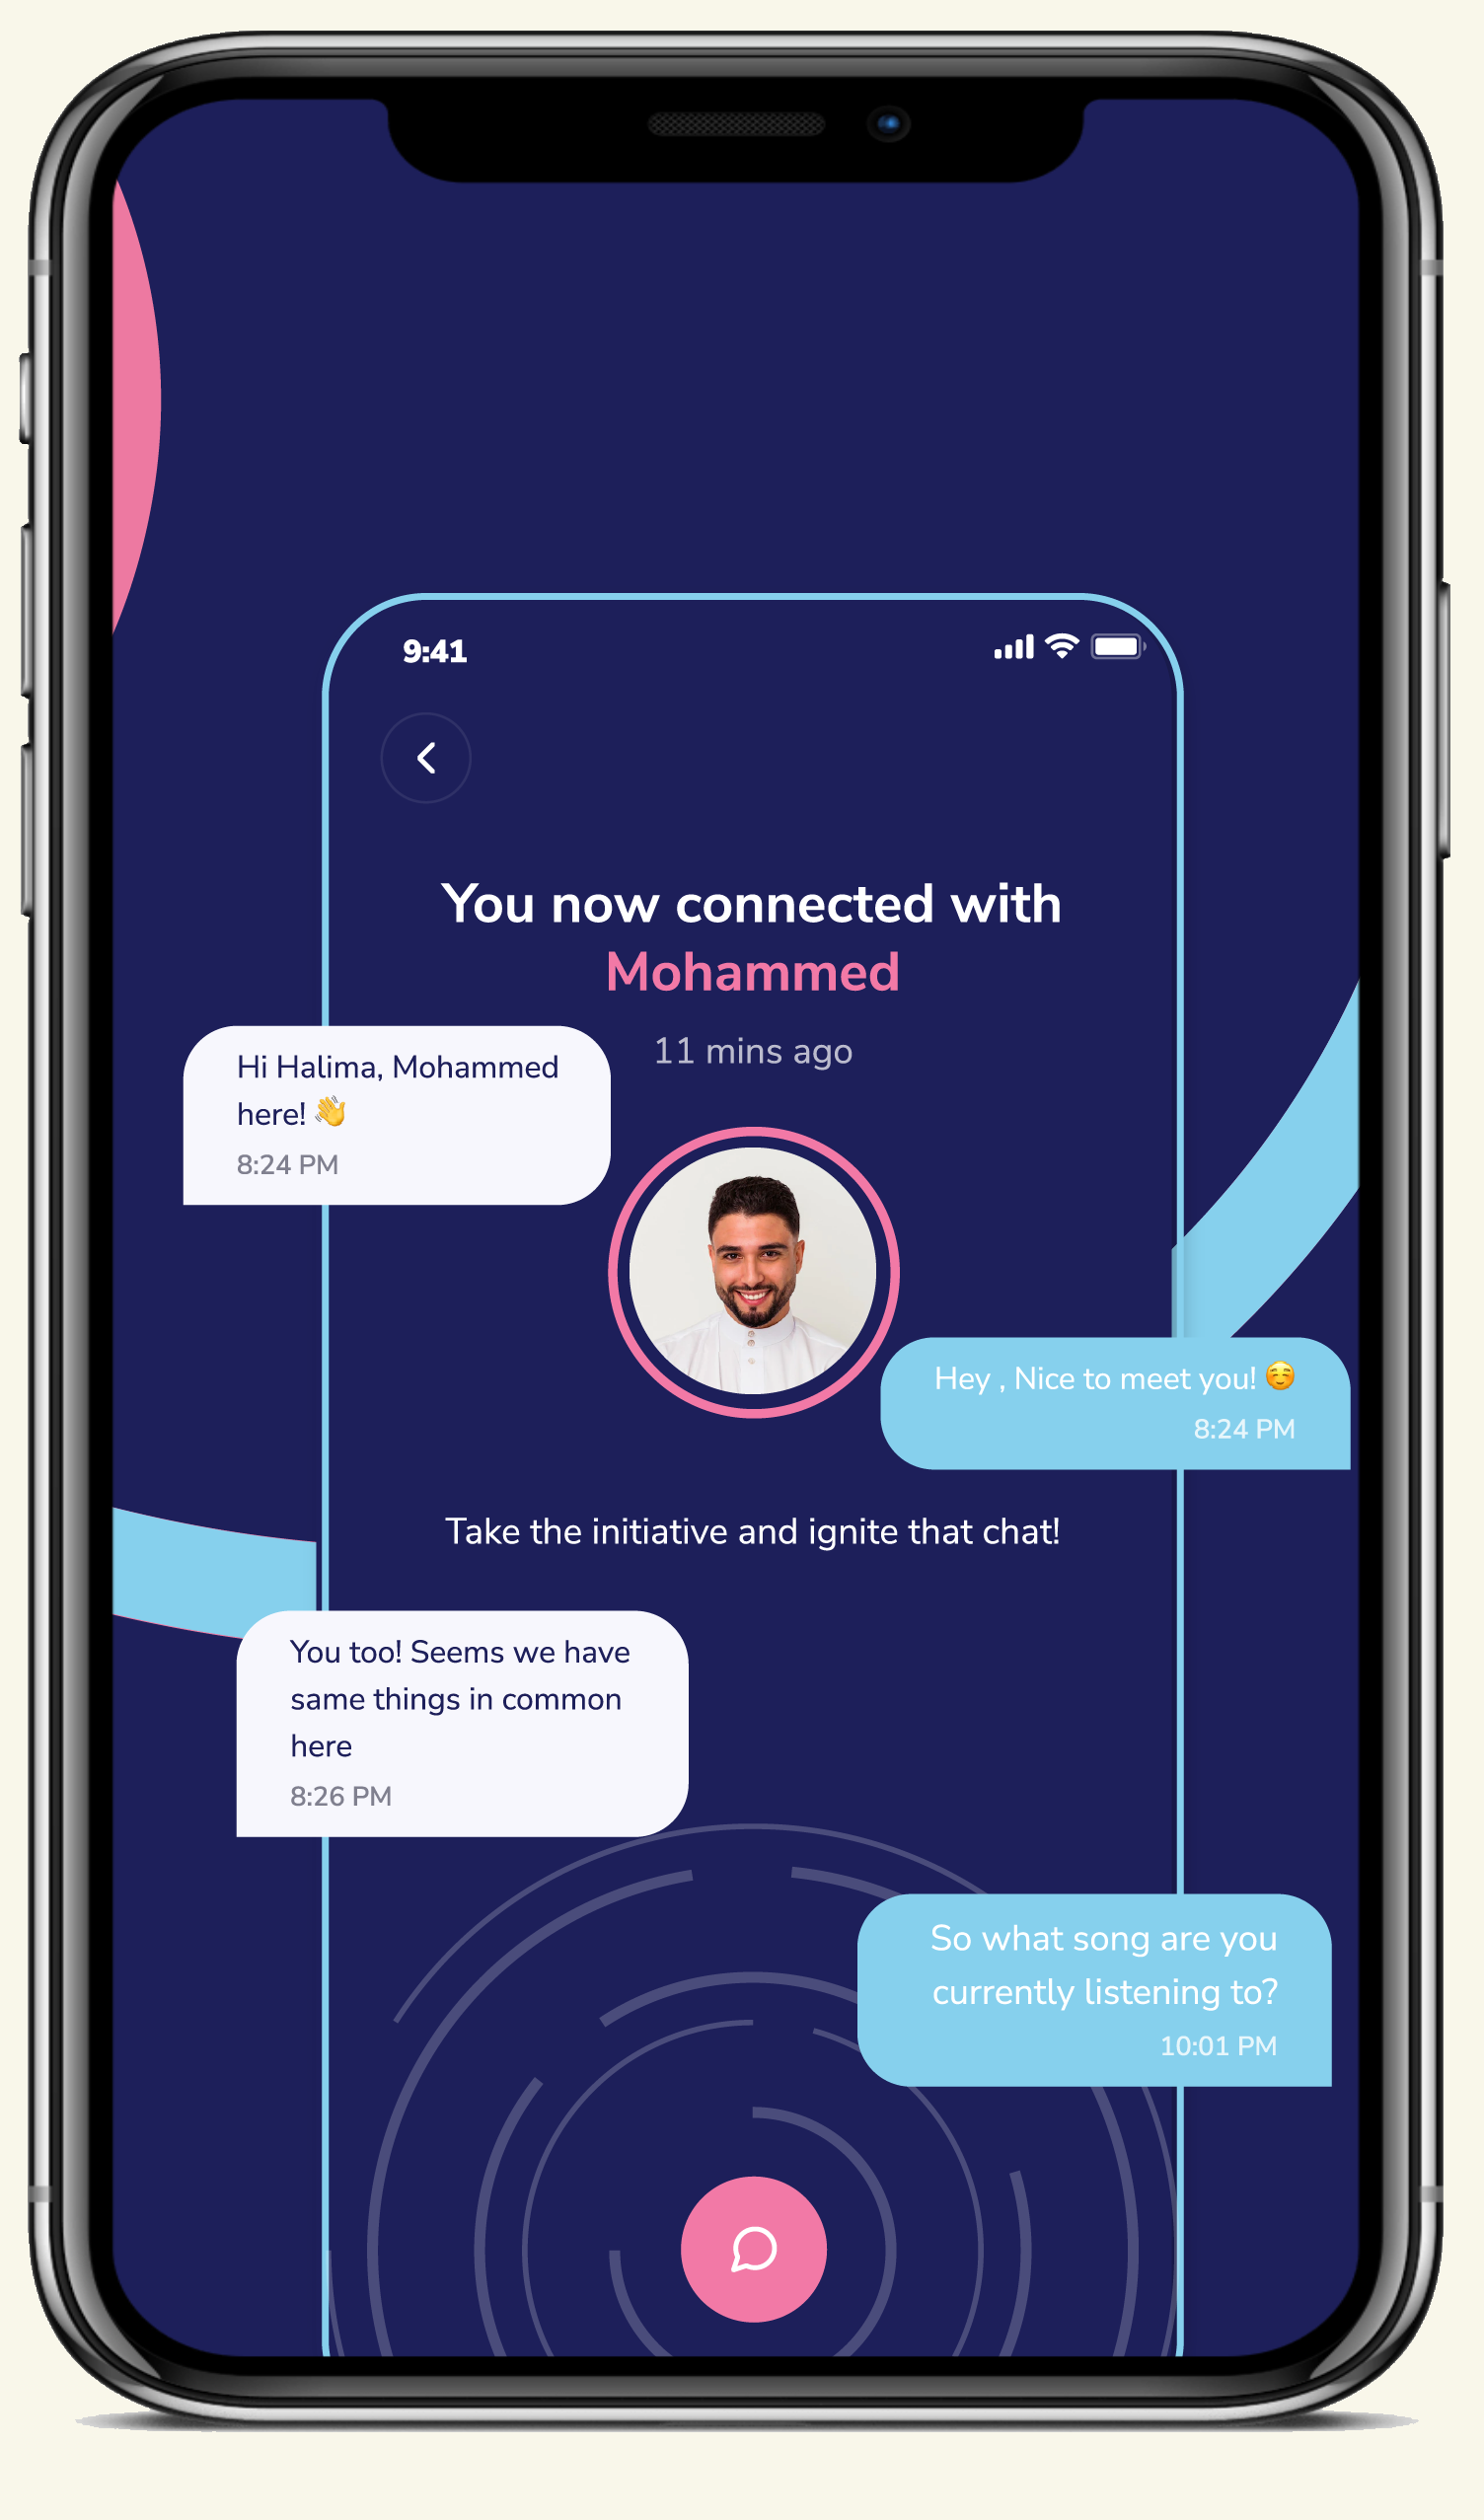 9:41
You now connected with
Mohammed
11 mins ago
Hi Halima, Mohammed
here! 👋
8:24 PM
Hey , Nice to meet you! ☺️
8:24 PM
Take the initiative and ignite that chat!
You too! Seems we have
same things in common
here
8:26 PM
So what song are you
currently listening to?
10:01 PM